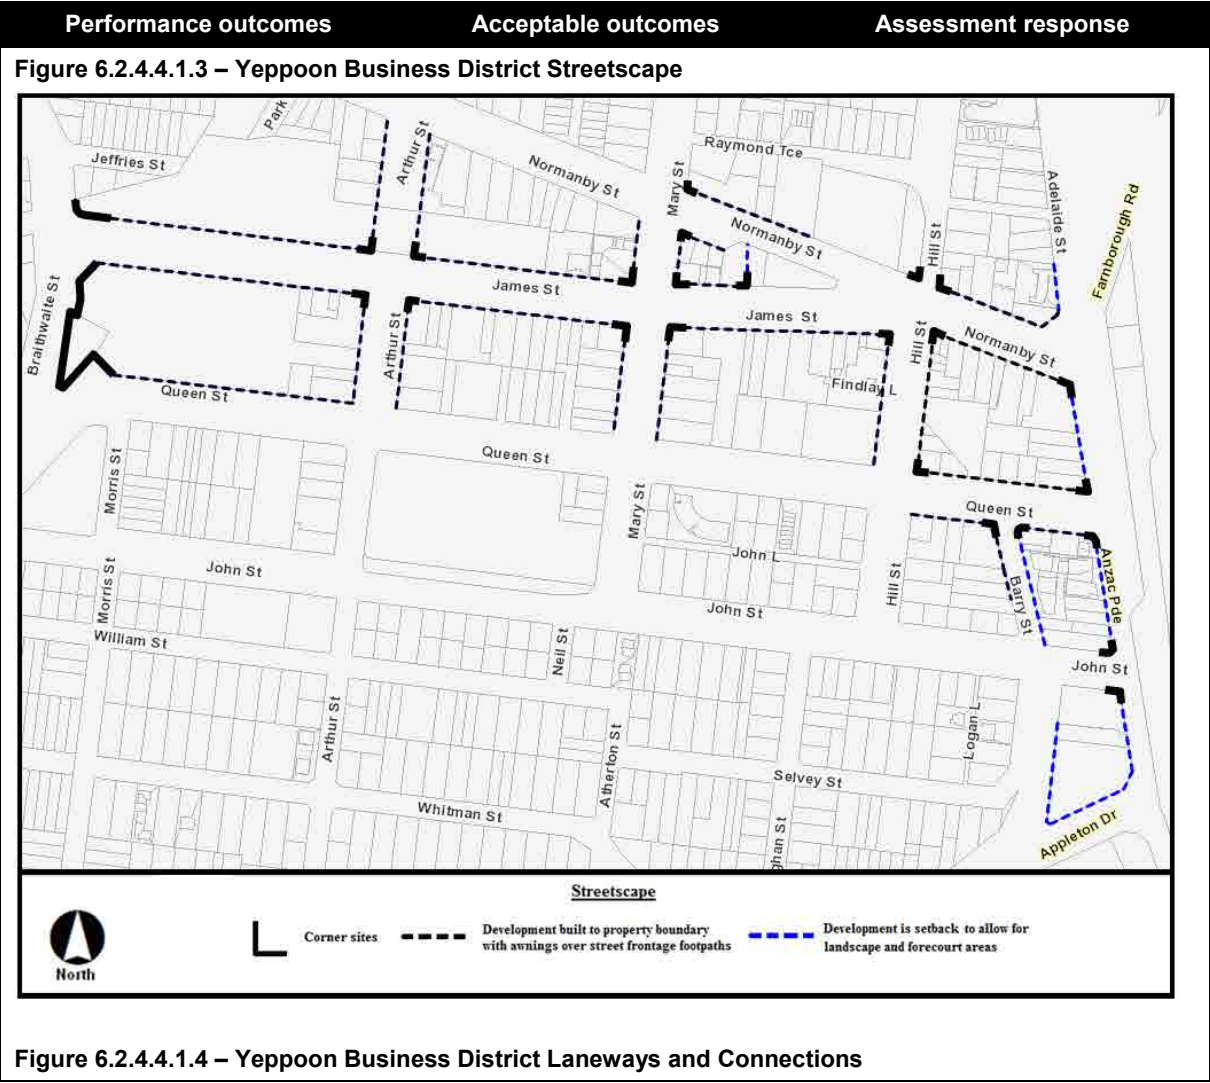 Performance outcomes Acceptable outcomes Assessment response
Figure 6.2.4.4.1.3 – Yeppoon Business District Streetscape
Park
Jeffries St
Arthur St
Normanby St
Mary St
Raymond Tce
Normanby St
Hill St
Adelaide St
Farnborough Rd
Braithwaite St
James St
James St
Arthur St
Hill St
Normanby St
Findlay L
Queen St
Queen St
Morris St
Mary St
Queen St
John L
Anzac Pde
John St
Morris St
Hill St
Barry St
John St
William St
Neil St
John St
Arthur St
Atherton St
Logan L
Selvey St
Whitman St
ghan St
Appleton Dr
Streetscape
North
Corner sites
Development built to property boundary
with awnings over street frontage footpaths
Development is setback to allow for
landscape and forecourt areas
Figure 6.2.4.4.1.4 – Yeppoon Business District Laneways and Connections